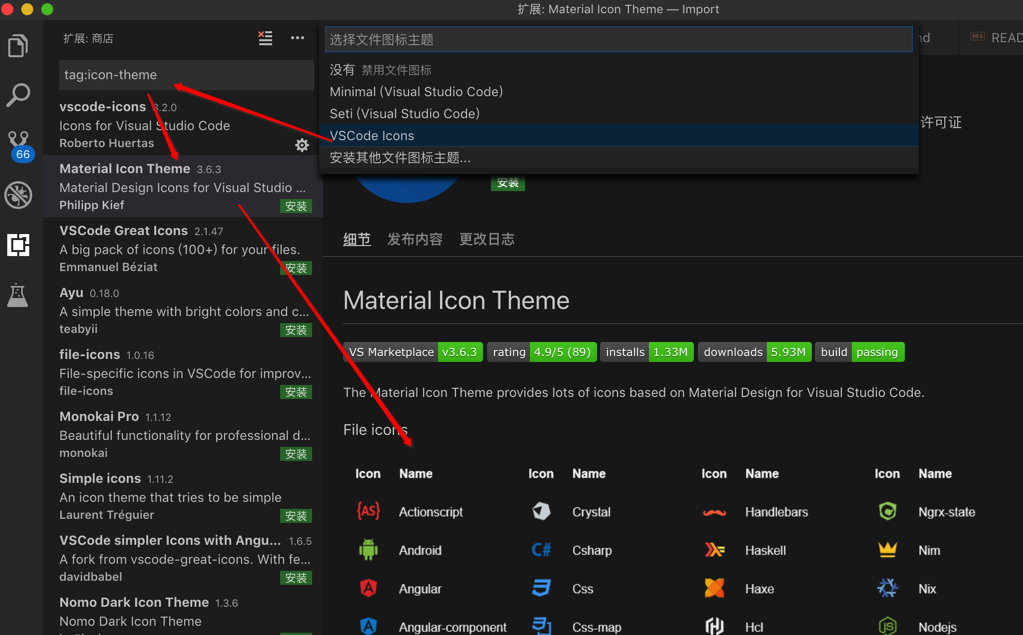 扩展: Material Icon Theme — Import
扩展: 商店
tag:icon-theme
vscode-icons 8.2.0
Icons for Visual Studio Code
Roberto Huertas
66
Material Icon Theme 3.6.3
Material Design Icons for Visual Studio ...
Philipp Kief
安装
VSCode Great Icons 2.1.47
A big pack of icons (100+) for your files.
Emmanuel Béziat
安装
Ayu 0.18.0
A simple theme with bright colors and c...
teabyii
安装
file-icons 1.0.16
File-specific icons in VSCode for improv...
file-icons
安装
Monokai Pro 1.1.12
Beautiful functionality for professional d...
monokai
安装
Simple icons 1.11.2
An icon theme that tries to be simple
Laurent Tréguier
安装
VSCode simpler Icons with Angu... 1.6.5
A fork from vscode-great-icons. With fe...
davidbabel
安装
Nomo Dark Icon Theme 1.3.6
Nomo Dark Icon Theme
选择文件图标主题
没有 禁用文件图标
Minimal (Visual Studio Code)
Seti (Visual Studio Code)
VSCode Icons
安装其他文件图标主题...
nd
READ
许可证
安装
细节 发布内容 更改日志
Material Icon Theme
VS Marketplace v3.6.3 rating 4.9/5 (89) installs 1.33M downloads 5.93M build passing
The Material Icon Theme provides lots of icons based on Material Design for Visual Studio Code.
File icons
Icon Name Icon Name Icon Name Icon Name
{AS} Actionscript Crystal Handlebars Ngrx-state
Android C# Csharp Haskell Nim
Angular Css Haxe Nix
Angular-component Css-map Hcl Nodejs